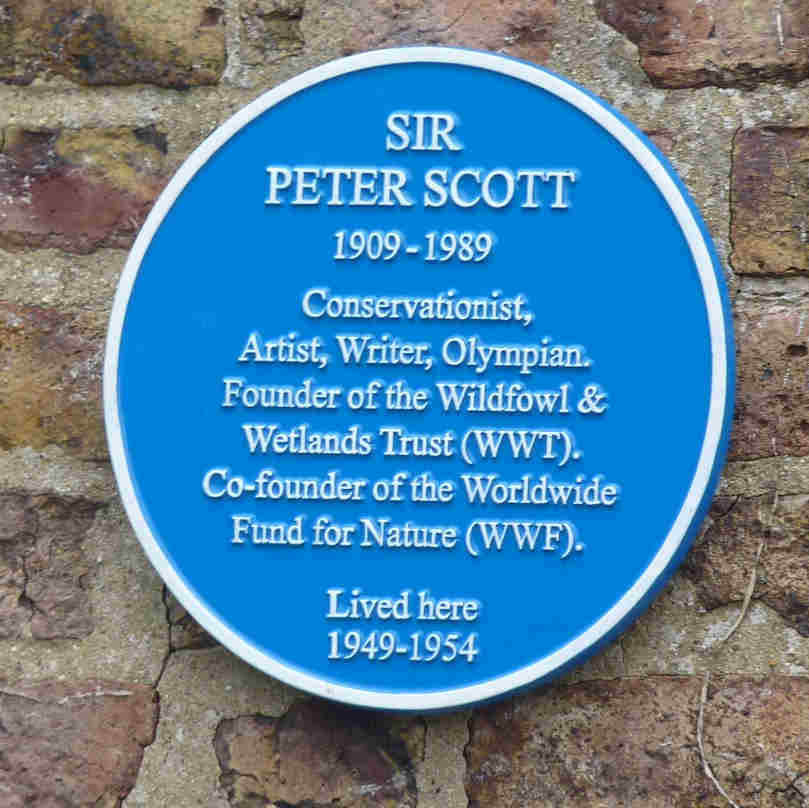 SIR
PETER SCOTT
1909 - 1989
Conservationist,
Artist, Writer, Olympian.
Founder of the Wildfowl &
Wetlands Trust (WWT).
Co-founder of the Worldwide
Fund for Nature (WWF).
Lived here
1949-1954